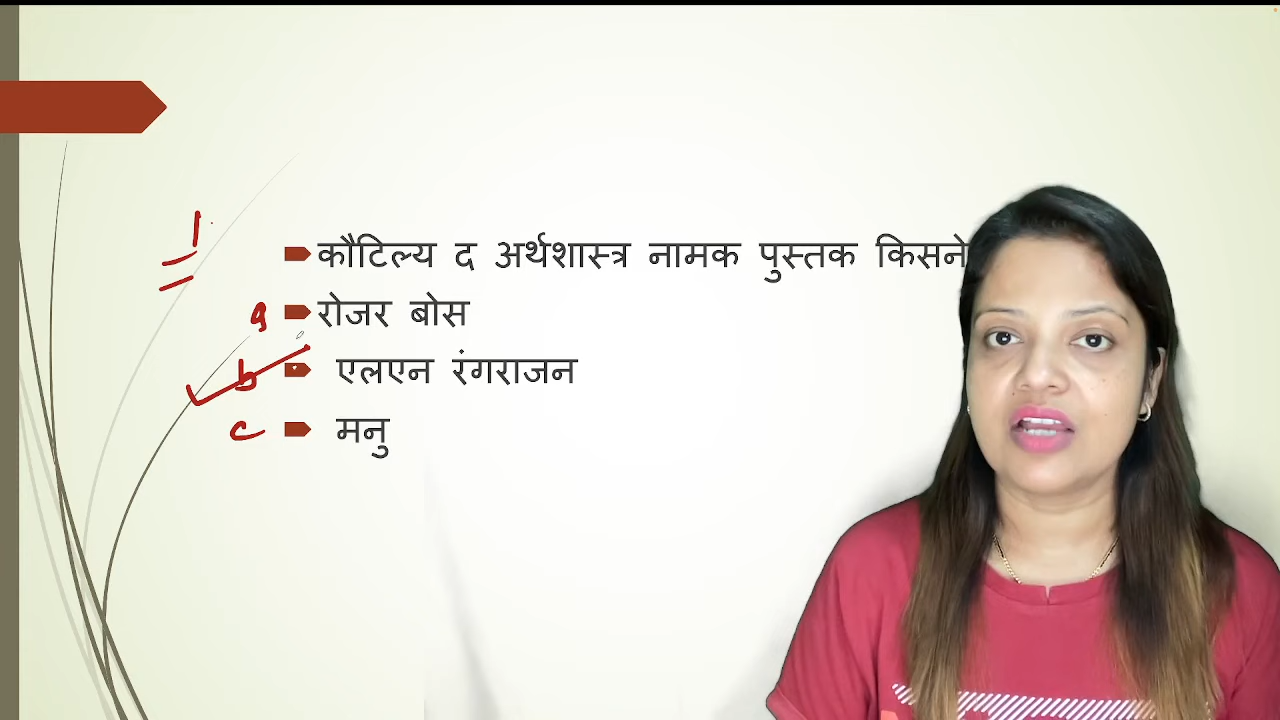 1
कौटिल्य द अर्थशास्त्र नामक पुस्तक किसने
a रोजर बोस
b एलएन रंगराजन
c मनु